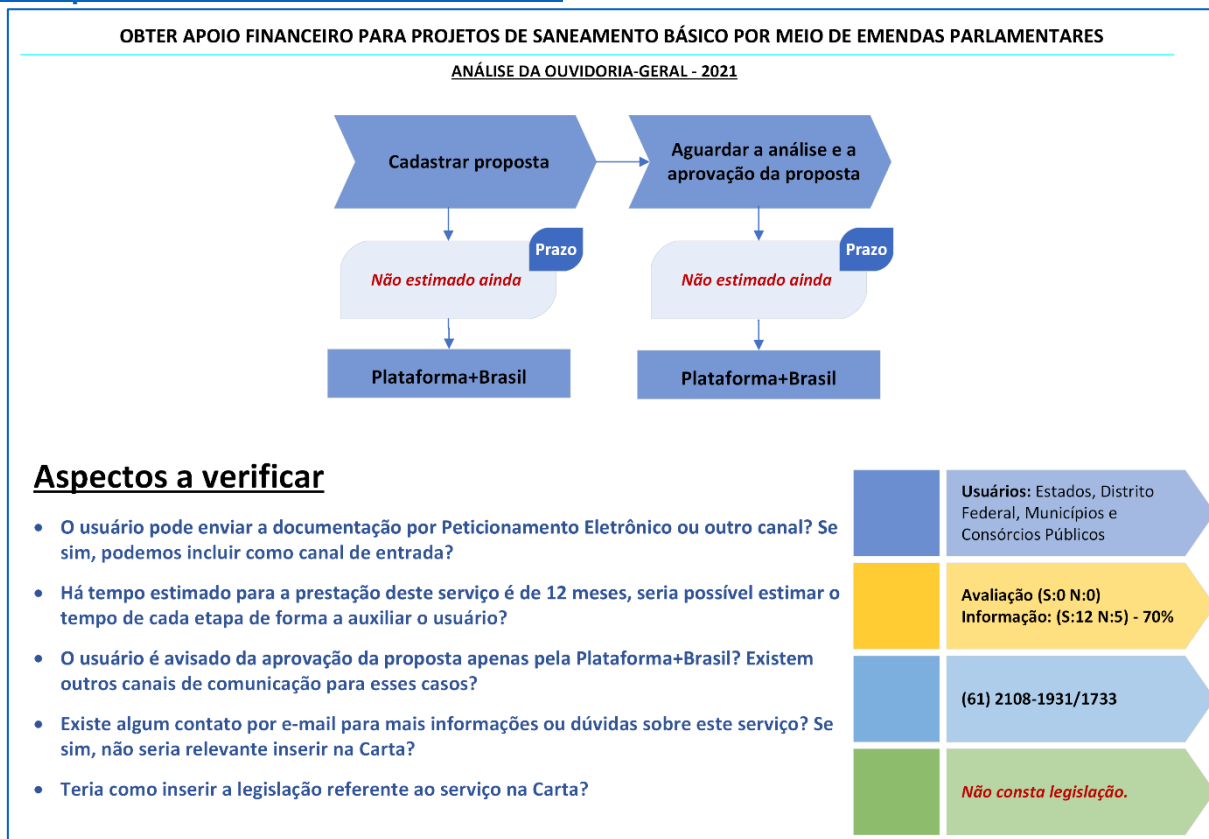 OBTER APOIO FINANCEIRO PARA PROJETOS DE SANEAMENTO BÁSICO POR MEIO DE EMENDAS PARLAMENTARES
ANÁLISE DA OUVIDORIA-GERAL - 2021
Cadastrar proposta
Aguardar a análise e a
aprovação da proposta
Prazo
Não estimado ainda
Prazo
Não estimado ainda
Plataforma+Brasil
Plataforma+Brasil
Aspectos a verificar
• O usuário pode enviar a documentação por Peticionamento Eletrônico ou outro canal? Se
sim, podemos incluir como canal de entrada?
• Há tempo estimado para a prestação deste serviço é de 12 meses, seria possível estimar o
tempo de cada etapa de forma a auxiliar o usuário?
• O usuário é avisado da aprovação da proposta apenas pela Plataforma+Brasil? Existem
outros canais de comunicação para esses casos?
• Existe algum contato por e-mail para mais informações ou dúvidas sobre este serviço? Se
sim, não seria relevante inserir na Carta?
• Teria como inserir a legislação referente ao serviço na Carta?
Usuários: Estados, Distrito
Federal, Municípios e
Consórcios Públicos
Avaliação (S:0 N:0)
Informação: (S:12 N:5) - 70%
(61) 2108-1931/1733
Não consta legislação.